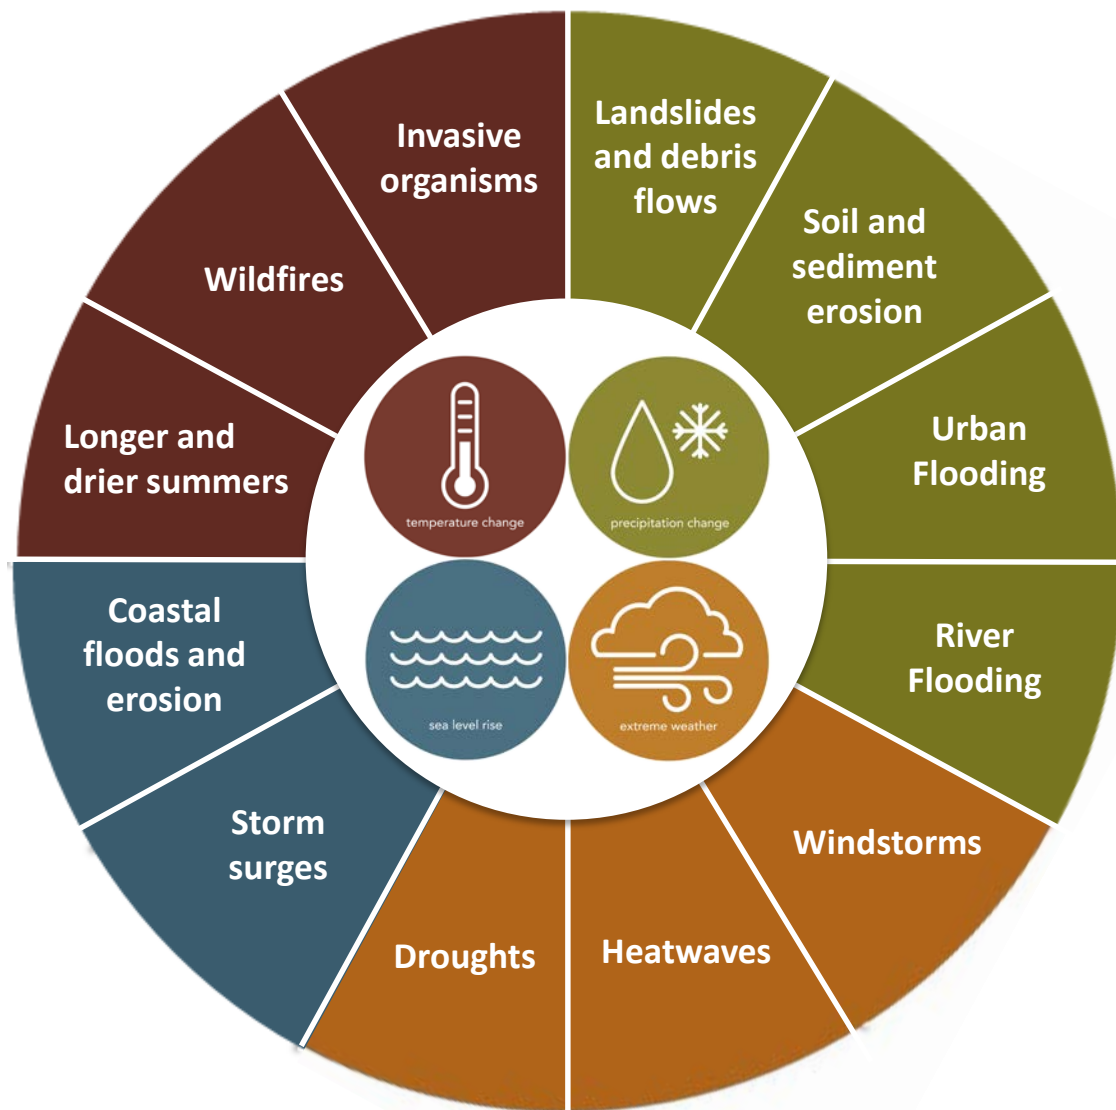 Invasive
organisms
Landslides
and debris
flows
Soil and
sediment
erosion
Urban
Flooding
River
Flooding
Windstorms
Heatwaves
Droughts
Storm
surges
Coastal
floods and
erosion
Longer and
drier summers
Wildfires
temperature change
precipitation change
sea level rise
extreme weather